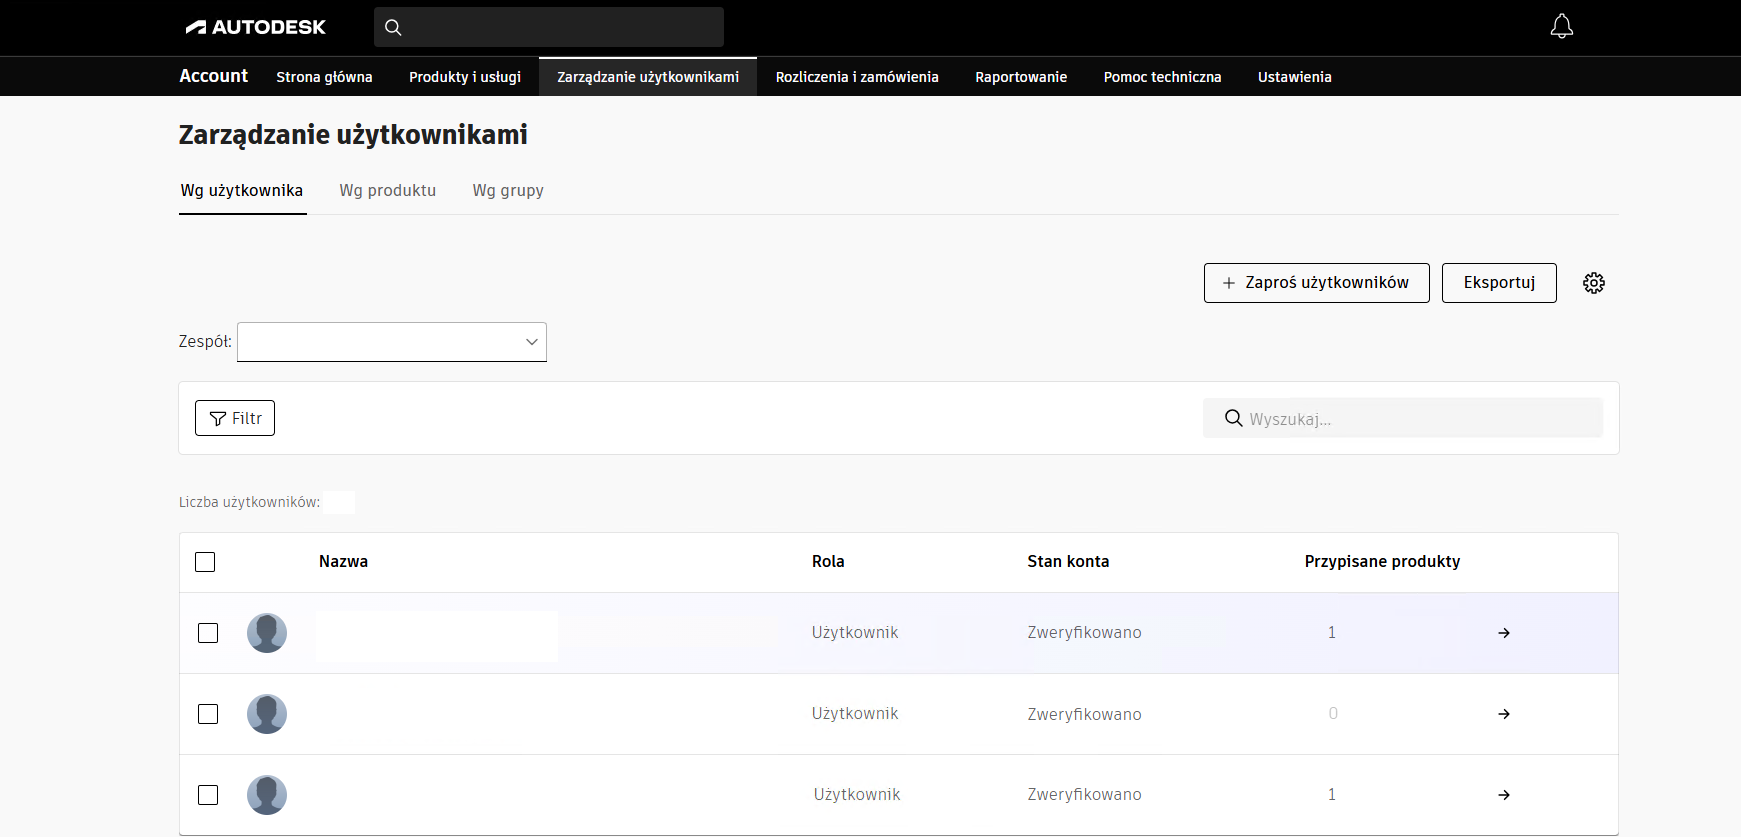 AUTODESK
Account Strona główna Produkty i usługi Zarządzanie użytkownikami Rozliczenia i zamówienia Raportowanie Pomoc techniczna Ustawienia
Zarządzanie użytkownikami
Wg użytkownika Wg produktu Wg grupy
+ Zaproś użytkowników Eksportuj
Zespół:
Filtr Wyszukaj...
Liczba użytkowników:
Nazwa Rola Stan konta Przypisane produkty
Użytkownik Zweryfikowano 1
Użytkownik Zweryfikowano 0
Użytkownik Zweryfikowano 1